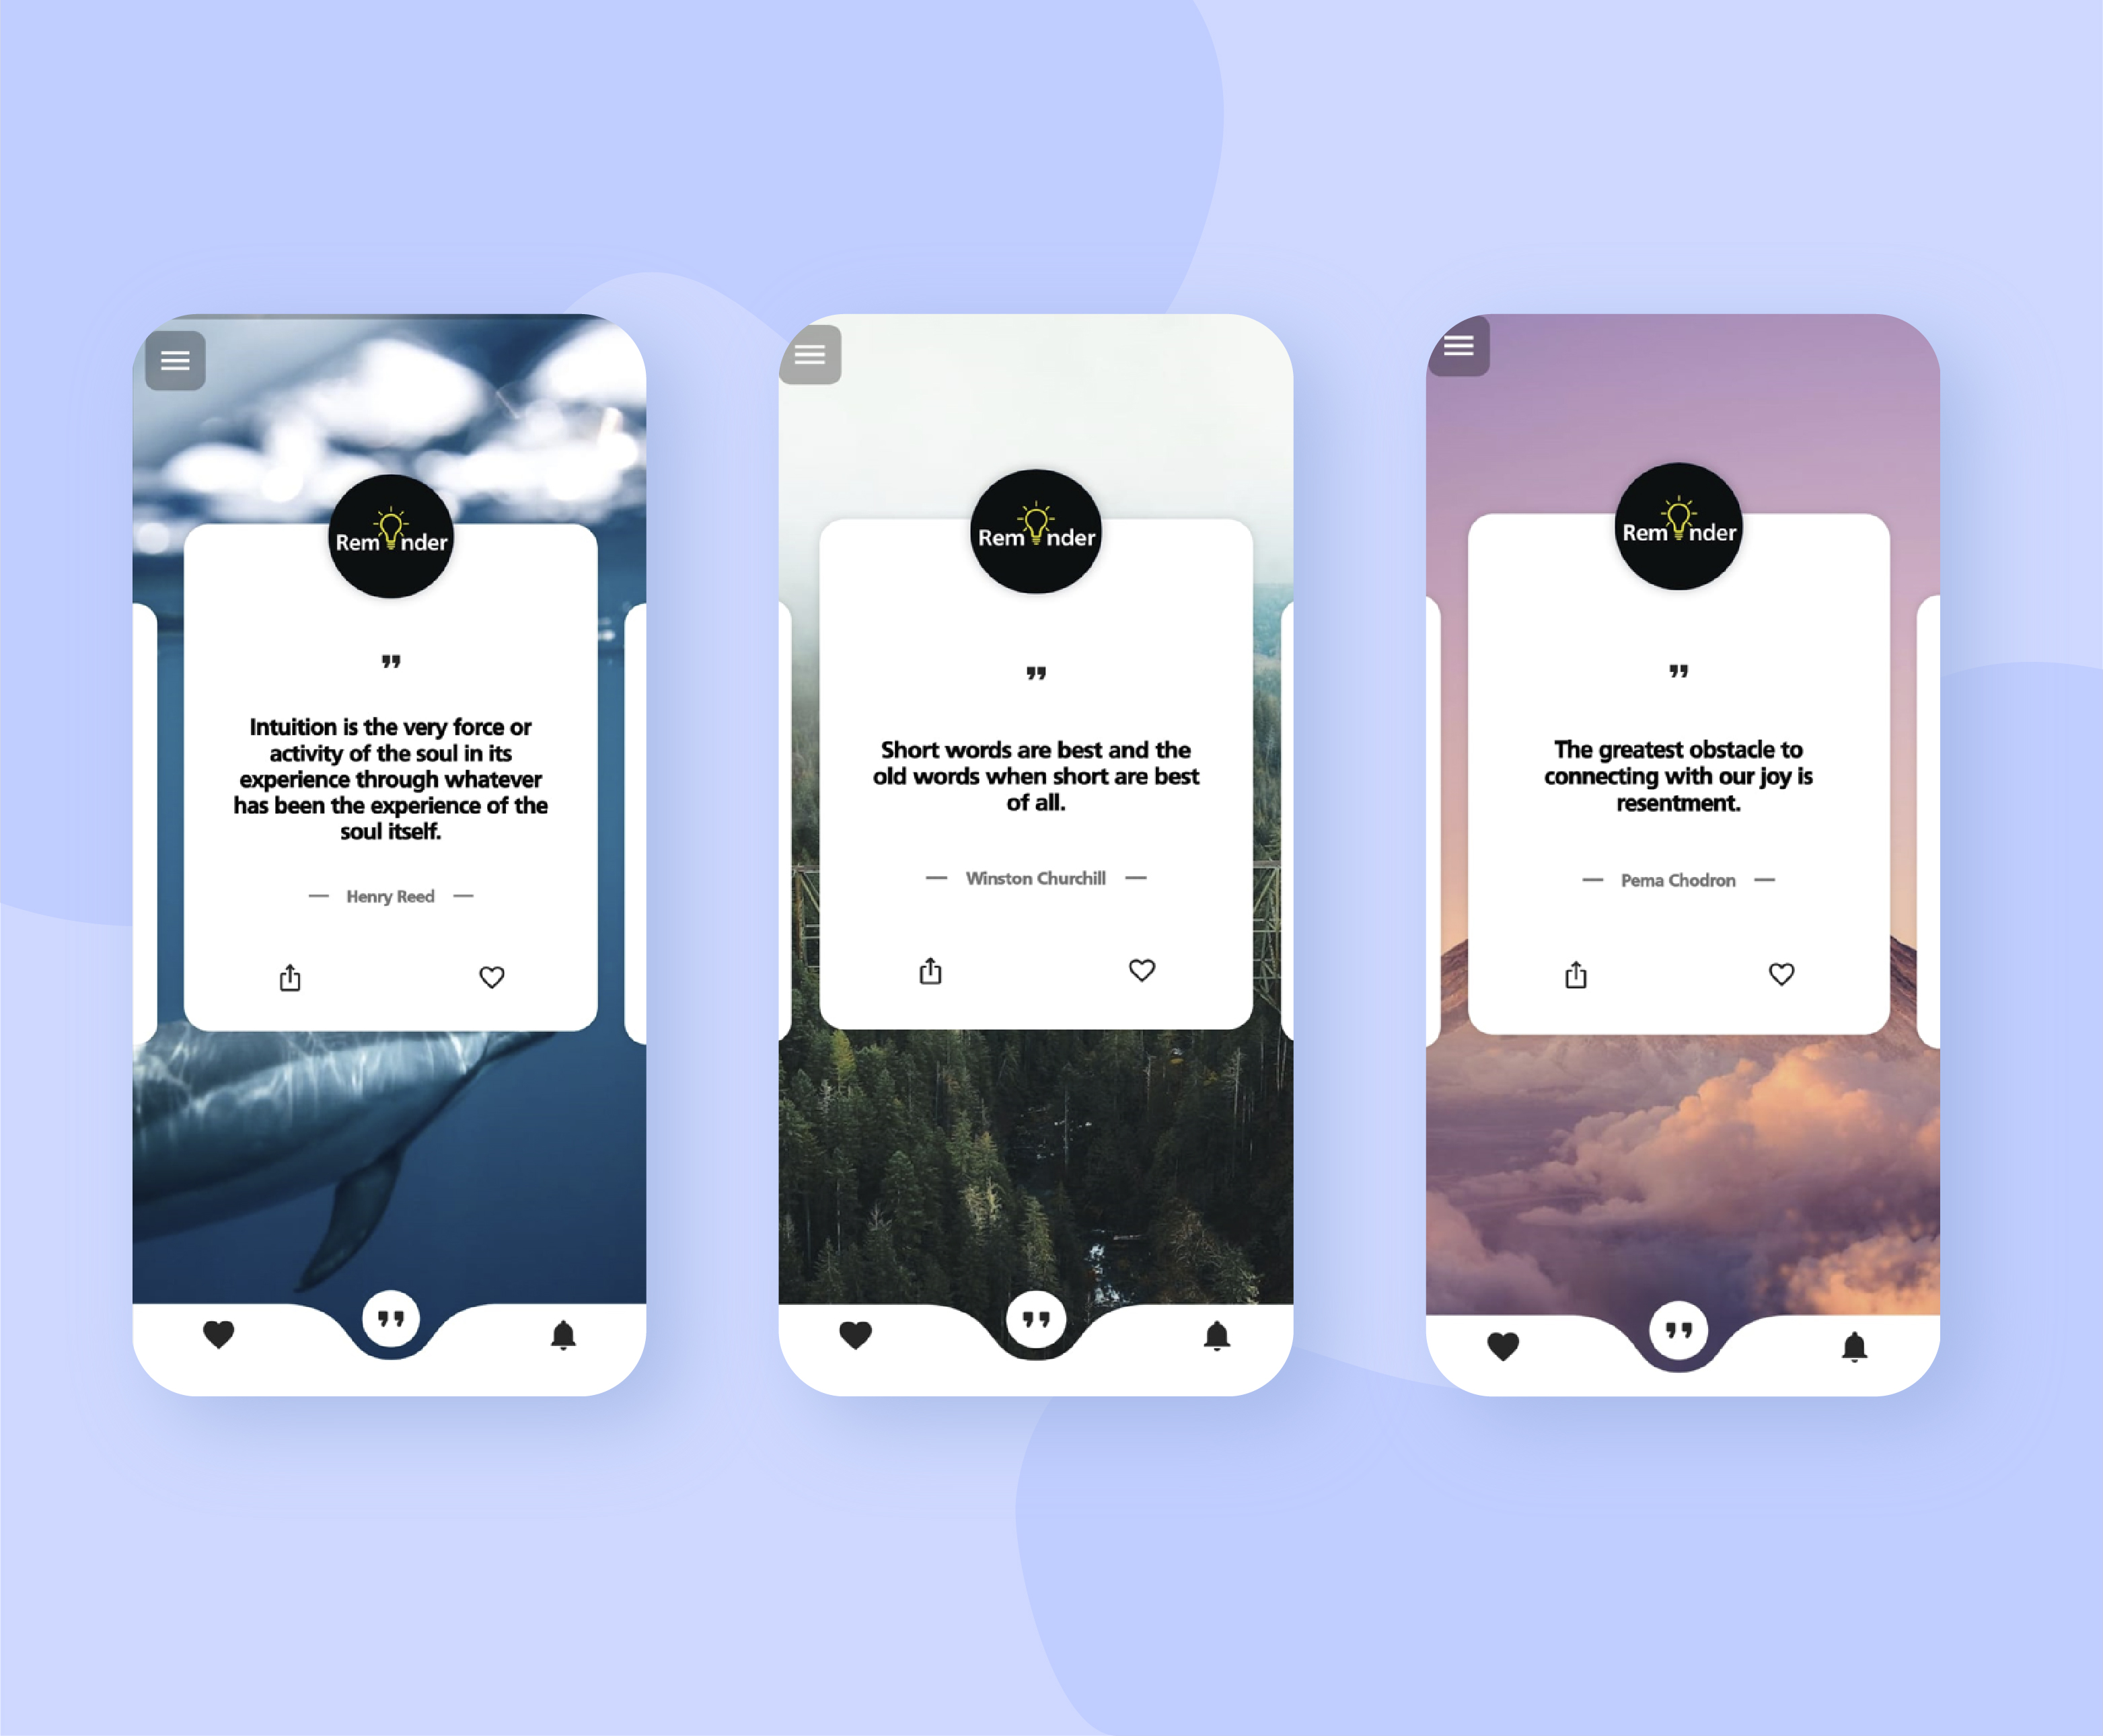 Rem nder
”
Intuition is the very force or
activity of the soul in its
experience through whatever
has been the experience of the
soul itself.
— Henry Reed —
”
Rem nder
”
Short words are best and the
old words when short are best
of all.
— Winston Churchill —
”
Rem nder
”
The greatest obstacle to
connecting with our joy is
resentment.
— Pema Chodron —
”